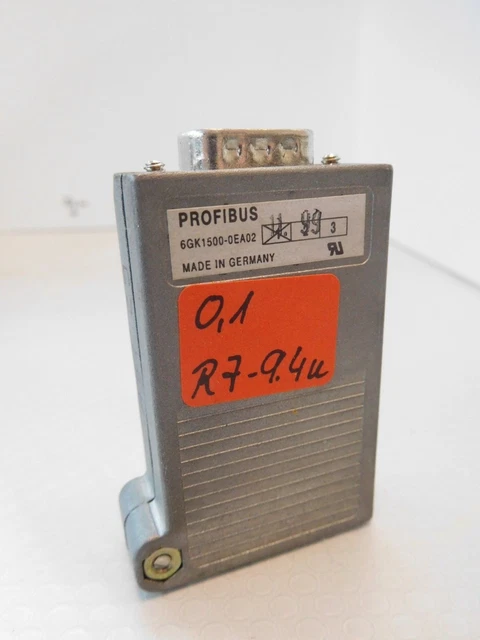 PROFIBUS
6GK1500-0EA02 11 99 3
MADE IN GERMANY
0,1
R7-9.4u